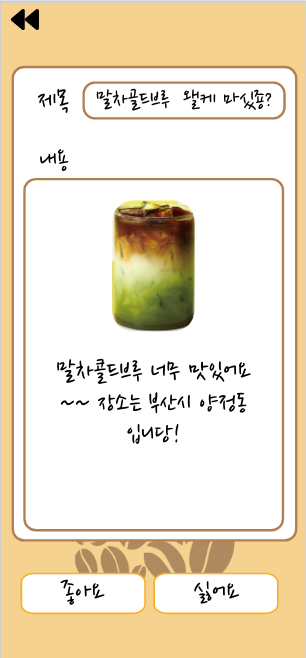 제목
말차콜드브루 왤케 마싰죵?
내용
말차콜드브루 너무 맛있어요
~~ 장소는 부산시 양정동
입니당!
좋아요
싫어요